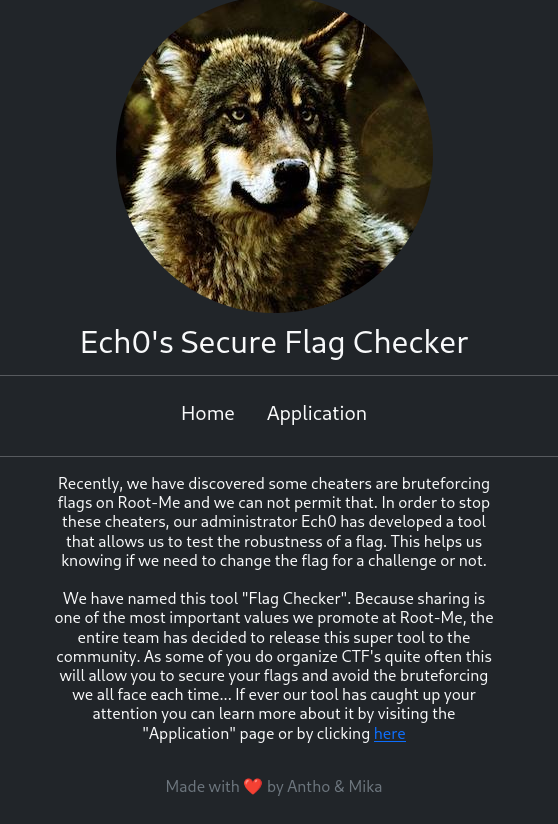 Ech0's Secure Flag Checker
Home Application
Recently, we have discovered some cheaters are bruteforcing
flags on Root-Me and we can not permit that. In order to stop
these cheaters, our administrator Ech0 has developed a tool
that allows us to test the robustness of a flag. This helps us
knowing if we need to change the flag for a challenge or not.
We have named this tool "Flag Checker". Because sharing is
one of the most important values we promote at Root-Me, the
entire team has decided to release this super tool to the
community. As some of you do organize CTF's quite often this
will allow you to secure your flags and avoid the bruteforcing
we all face each time... If ever our tool has caught up your
attention you can learn more about it by visiting the
"Application" page or by clicking here
Made with ❤️ by Antho & Mika